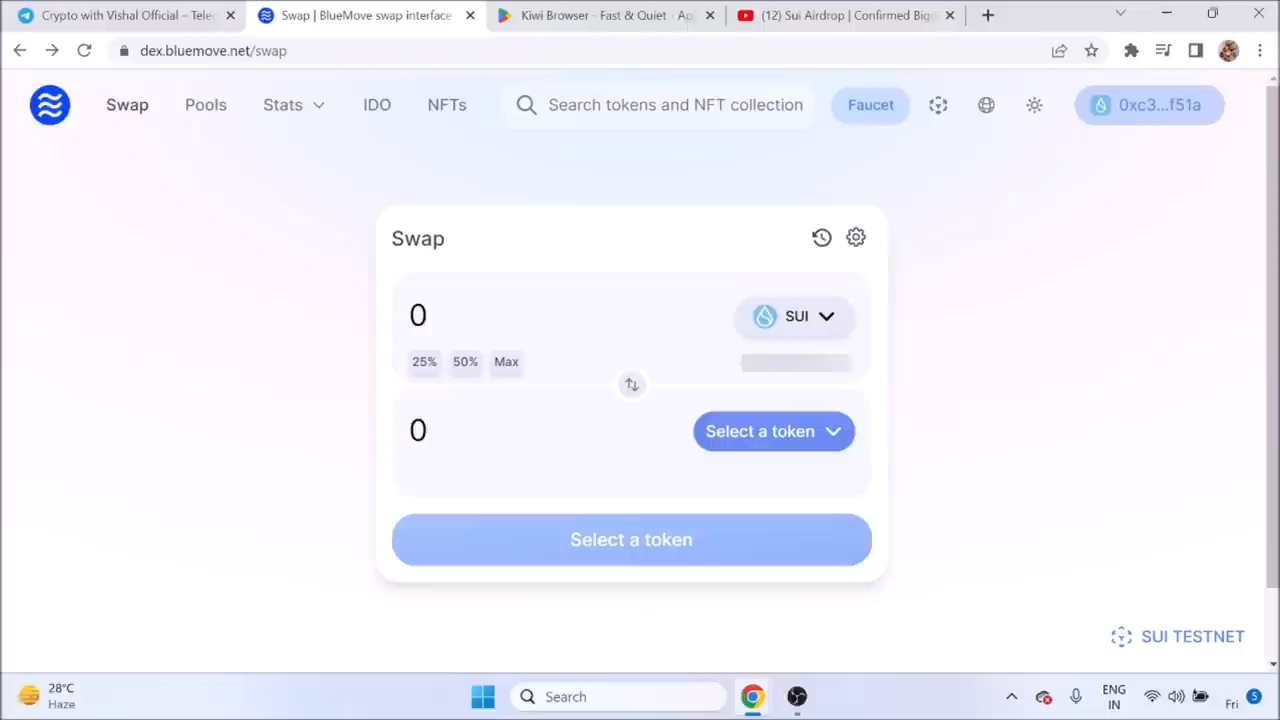 Crypto with Vishal Official – Tele
Swap | BlueMove swap interface
Kiwi Browser - Fast & Quiet - Ap
(12) Sui Airdrop | Confirmed Big
dex.bluemove.net/swap
Swap
Pools
Stats
IDO
NFTs
Search tokens and NFT collection
Faucet
0xc3...f51a
Swap
0
SUI
25%
50%
Max
0
Select a token
Select a token
SUI TESTNET
28°C
Haze
Search
ENG
IN
Fri
5